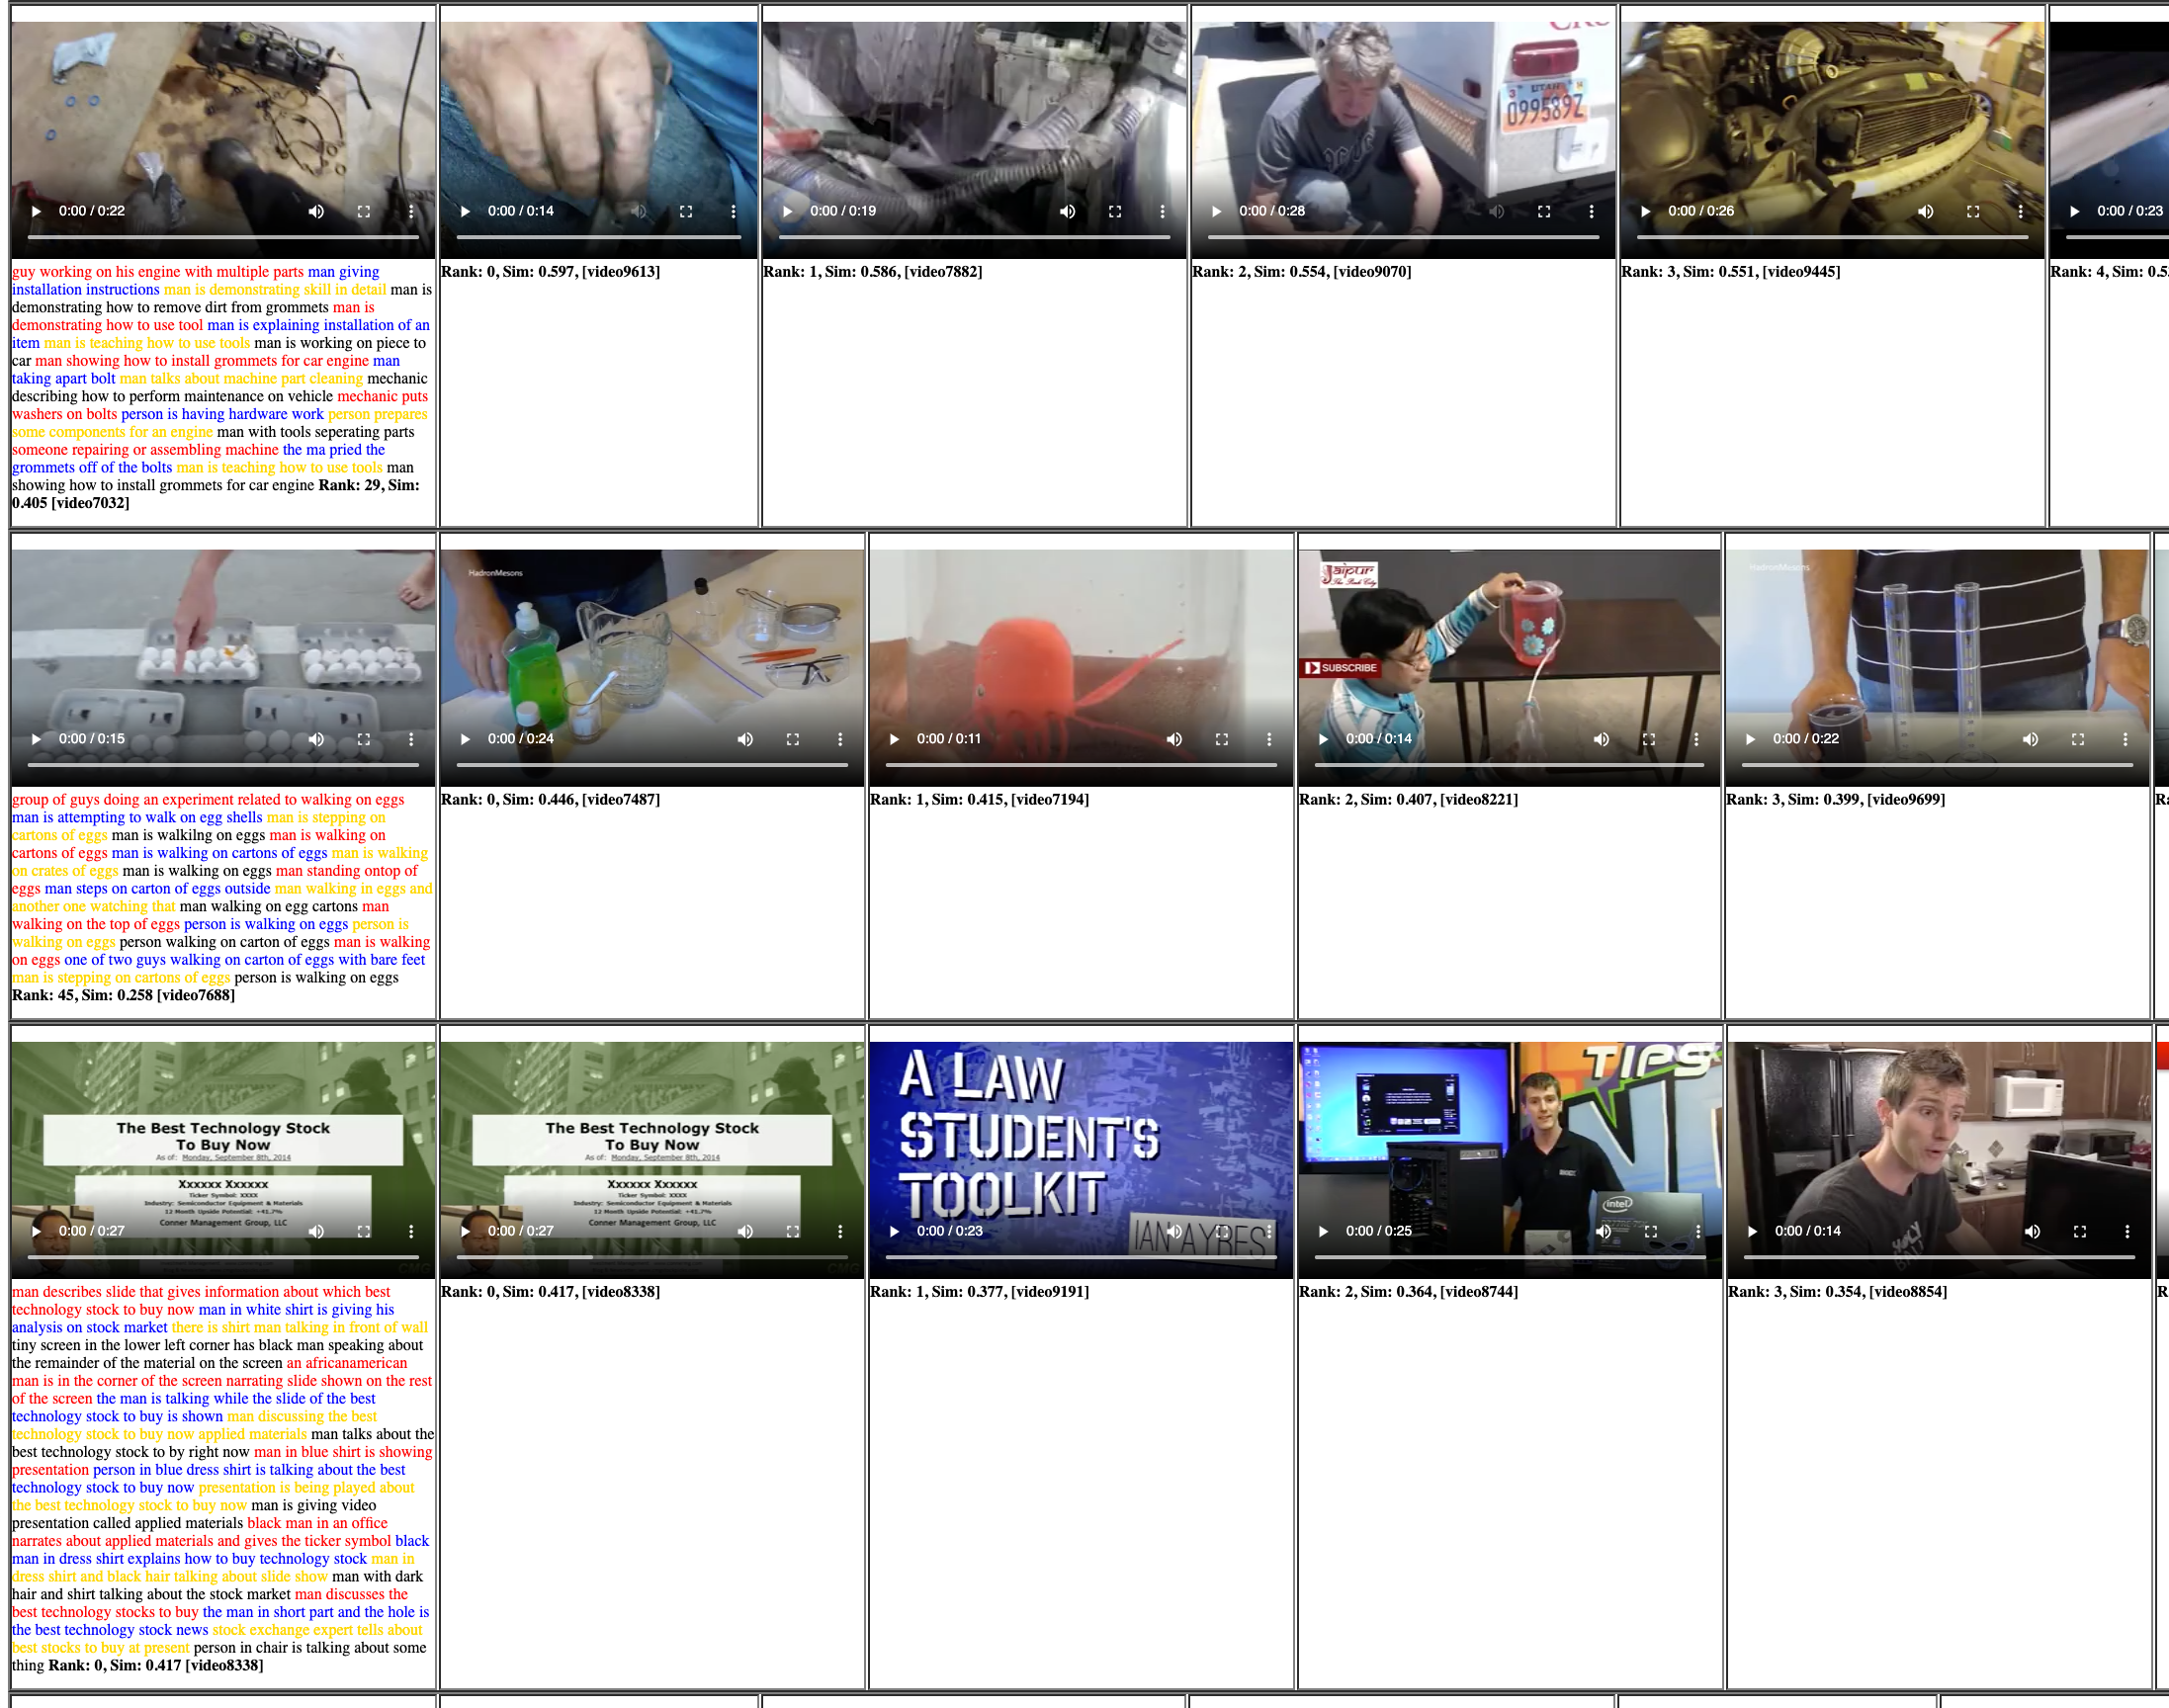 CRU
UTAH
099589Z
0:00 / 0:22
0:00 / 0:14
0:00 / 0:19
0:00 / 0:28
0:00 / 0:26
0:00 / 0:23
guy working on his engine with multiple parts man giving
installation instructions man is demonstrating skill in detail man is
demonstrating how to remove dirt from grommets man is
demonstrating how to use tool man is explaining installation of an
item man is teaching how to use tools man is working on piece to
car man showing how to install grommets for car engine man
taking apart bolt man talks about machine part cleaning mechanic
describing how to perform maintenance on vehicle mechanic puts
washers on bolts person is having hardware work person prepares
some components for an engine man with tools seperating parts
someone repairing or assembling machine the ma pried the
grommets off of the bolts man is teaching how to use tools man
showing how to install grommets for car engine Rank: 29, Sim:
0.405 [video7032]
Rank: 0, Sim: 0.597, [video9613]
Rank: 1, Sim: 0.586, [video7882]
Rank: 2, Sim: 0.554, [video9070]
Rank: 3, Sim: 0.551, [video9445]
Rank: 4, Sim: 0.5
HadronMesons
Jaipur
The Pink City
SUBSCRIBE
HadronMesons
0:00 / 0:15
0:00 / 0:24
0:00 / 0:11
0:00 / 0:14
0:00 / 0:22
group of guys doing an experiment related to walking on eggs
man is attempting to walk on egg shells man is stepping on
cartons of eggs man is walkilng on eggs man is walking on
cartons of eggs man is walking on cartons of eggs man is walking
on crates of eggs man is walking on eggs man standing ontop of
eggs man steps on carton of eggs outside man walking in eggs and
another one watching that man walking on egg cartons man
walking on the top of eggs person is walking on eggs person is
walking on eggs person walking on carton of eggs man is walking
on eggs one of two guys walking on carton of eggs with bare feet
man is stepping on cartons of eggs person is walking on eggs
Rank: 45, Sim: 0.258 [video7688]
Rank: 0, Sim: 0.446, [video7487]
Rank: 1, Sim: 0.415, [video7194]
Rank: 2, Sim: 0.407, [video8221]
Rank: 3, Sim: 0.399, [video9699]
Ra
The Best Technology Stock
To Buy Now
As of: Monday, September 8th, 2014
Xxxxxx Xxxxxx
Ticker Symbol: XXXX
Industry: Semiconductor Equipment & Materials
12 Month Upside Potential: +41.7%
Conner Management Group, LLC
CMG
0:00 / 0:27
The Best Technology Stock
To Buy Now
As of: Monday, September 8th, 2014
Xxxxxx Xxxxxx
Ticker Symbol: XXXX
Industry: Semiconductor Equipment & Materials
12 Month Upside Potential: +41.7%
Conner Management Group, LLC
CMG
0:00 / 0:27
A LAW
STUDENT'S
TOOLKIT
IAN AYRES
0:00 / 0:23
TIPS
intel
0:00 / 0:25
HOLY
0:00 / 0:14
man describes slide that gives information about which best
technology stock to buy now man in white shirt is giving his
analysis on stock market there is shirt man talking in front of wall
tiny screen in the lower left corner has black man speaking about
the remainder of the material on the screen an africanamerican
man is in the corner of the screen narrating slide shown on the rest
of the screen the man is talking while the slide of the best
technology stock to buy is shown man discussing the best
technology stock to buy now applied materials man talks about the
best technology stock to by right now man in blue shirt is showing
presentation person in blue dress shirt is talking about the best
technology stock to buy now presentation is being played about
the best technology stock to buy now man is giving video
presentation called applied materials black man in an office
narrates about applied materials and gives the ticker symbol black
man in dress shirt explains how to buy technology stock man in
dress shirt and black hair talking about slide show man with dark
hair and shirt talking about the stock market man discusses the
best technology stocks to buy the man in short part and the hole is
the best technology stock news stock exchange expert tells about
best stocks to buy at present person in chair is talking about some
thing Rank: 0, Sim: 0.417 [video8338]
Rank: 0, Sim: 0.417, [video8338]
Rank: 1, Sim: 0.377, [video9191]
Rank: 2, Sim: 0.364, [video8744]
Rank: 3, Sim: 0.354, [video8854]
R